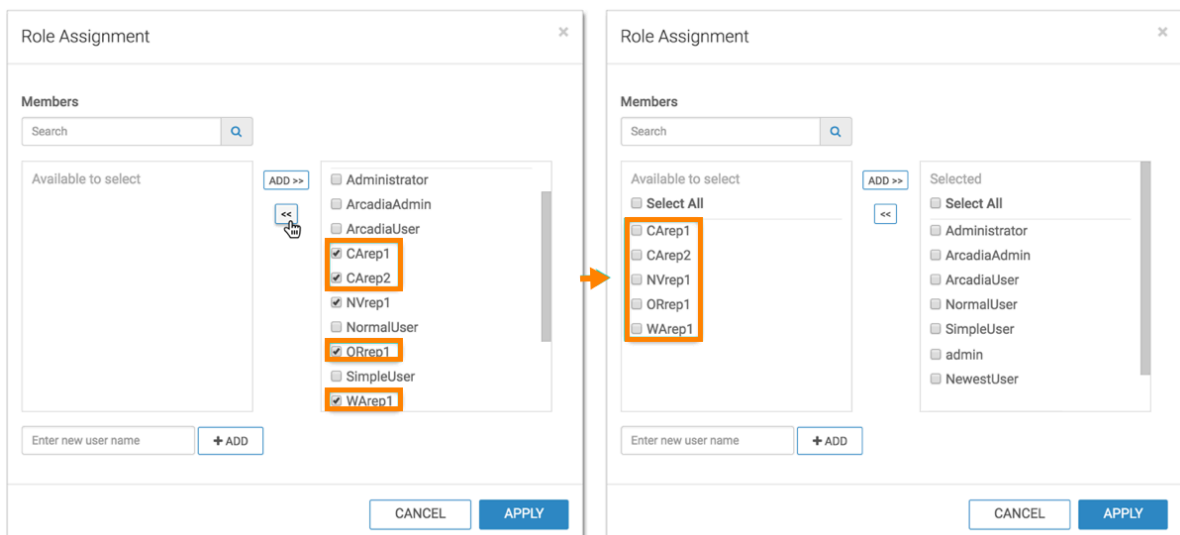 Role Assignment
×
Members
Search
Available to select
ADD >>
<<
Administrator
ArcadiaAdmin
ArcadiaUser
CArep1
CArep2
NVrep1
NormalUser
ORrep1
SimpleUser
WArep1
Enter new user name
+ ADD
CANCEL
APPLY
Role Assignment
×
Members
Search
Available to select
Select All
CArep1
CArep2
NVrep1
ORrep1
WArep1
ADD >>
<<
Selected
Select All
Administrator
ArcadiaAdmin
ArcadiaUser
NormalUser
SimpleUser
admin
NewestUser
Enter new user name
+ ADD
CANCEL
APPLY